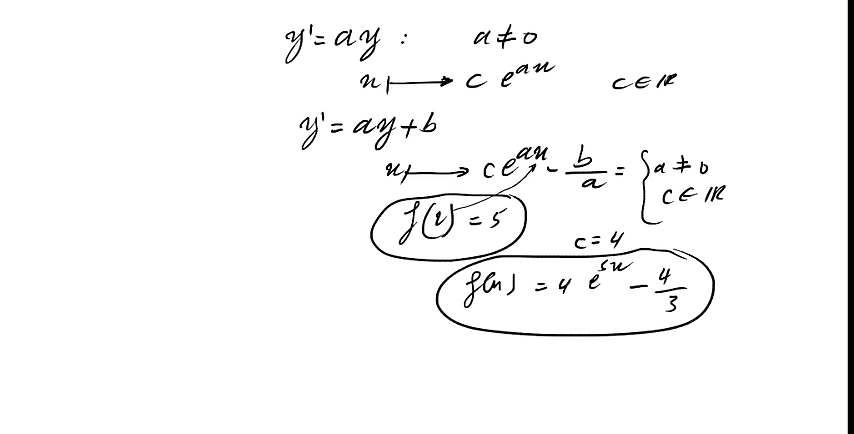 y' = ay : a ≠ 0
x ⟼ c e^{ax} c ∈ ℝ
y' = ay + b
x ⟼ c e^{ax} - b/a = { a ≠ 0
c ∈ ℝ
f(2) = 5
c = 4
f(x) = 4 e^{5x} - 4/3